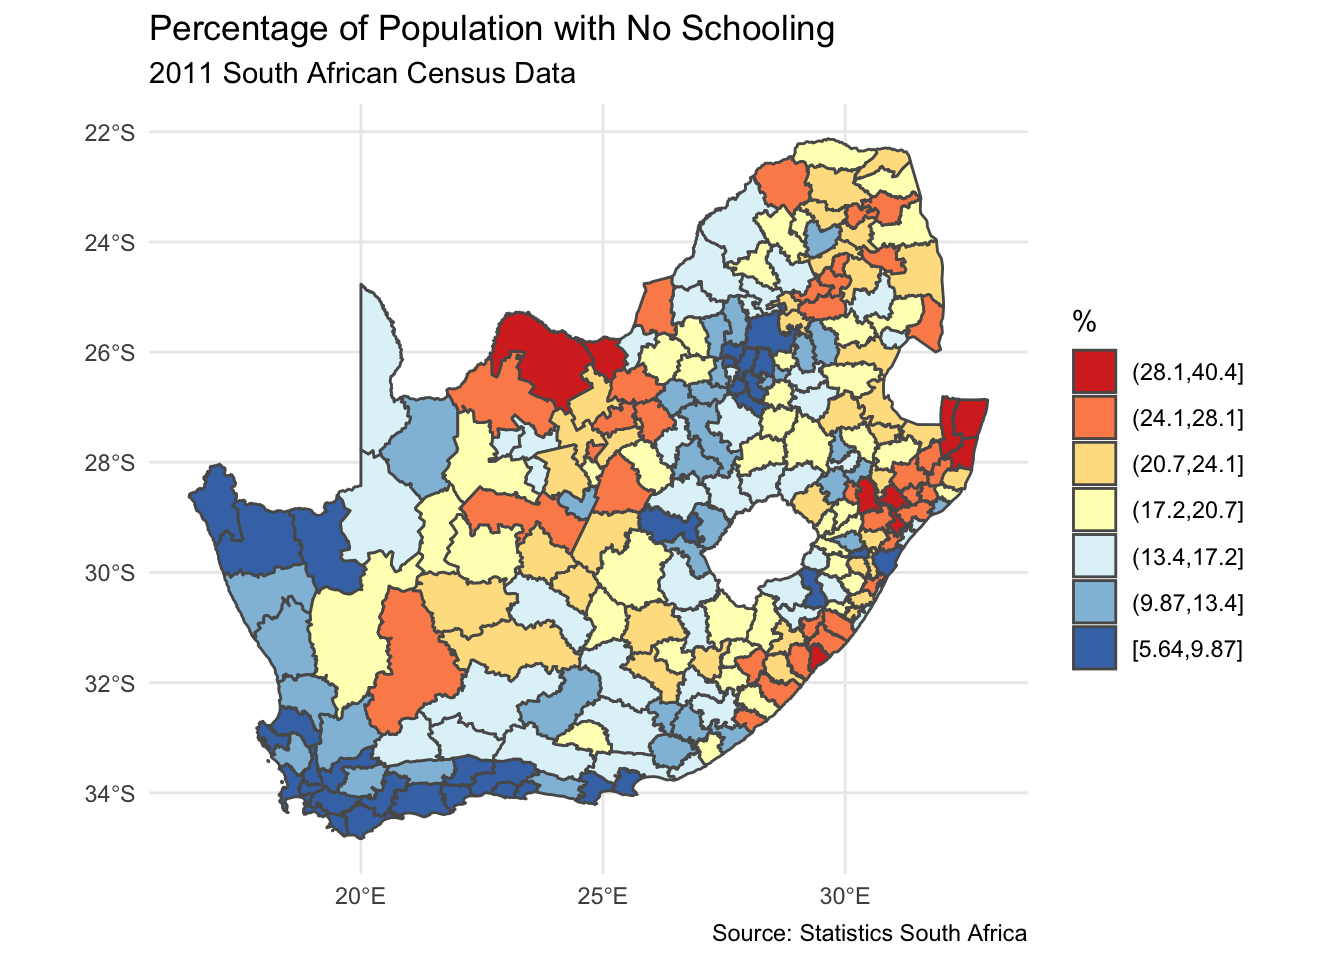 Percentage of Population with No Schooling
2011 South African Census Data
22°S
24°S
26°S
28°S
30°S
32°S
34°S
20°E
25°E
30°E
%
(28.1,40.4]
(24.1,28.1]
(20.7,24.1]
(17.2,20.7]
(13.4,17.2]
(9.87,13.4]
[5.64,9.87]
Source: Statistics South Africa